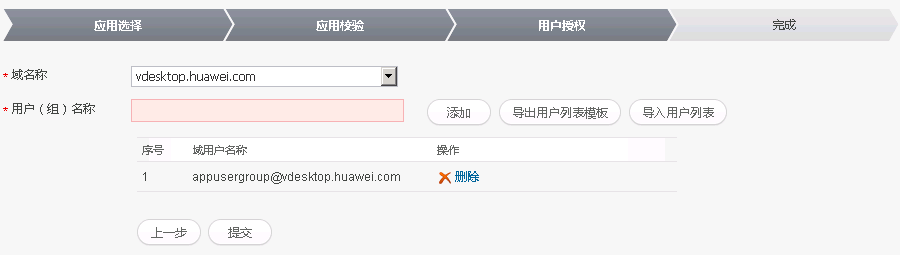 应用选择 应用校验 用户授权 完成
* 域名称 vdesktop.huawei.com
* 用户（组）名称 添加 导出用户列表模板 导入用户列表
序号 域用户名称 操作
1 appusergroup@vdesktop.huawei.com 删除
上一步 提交